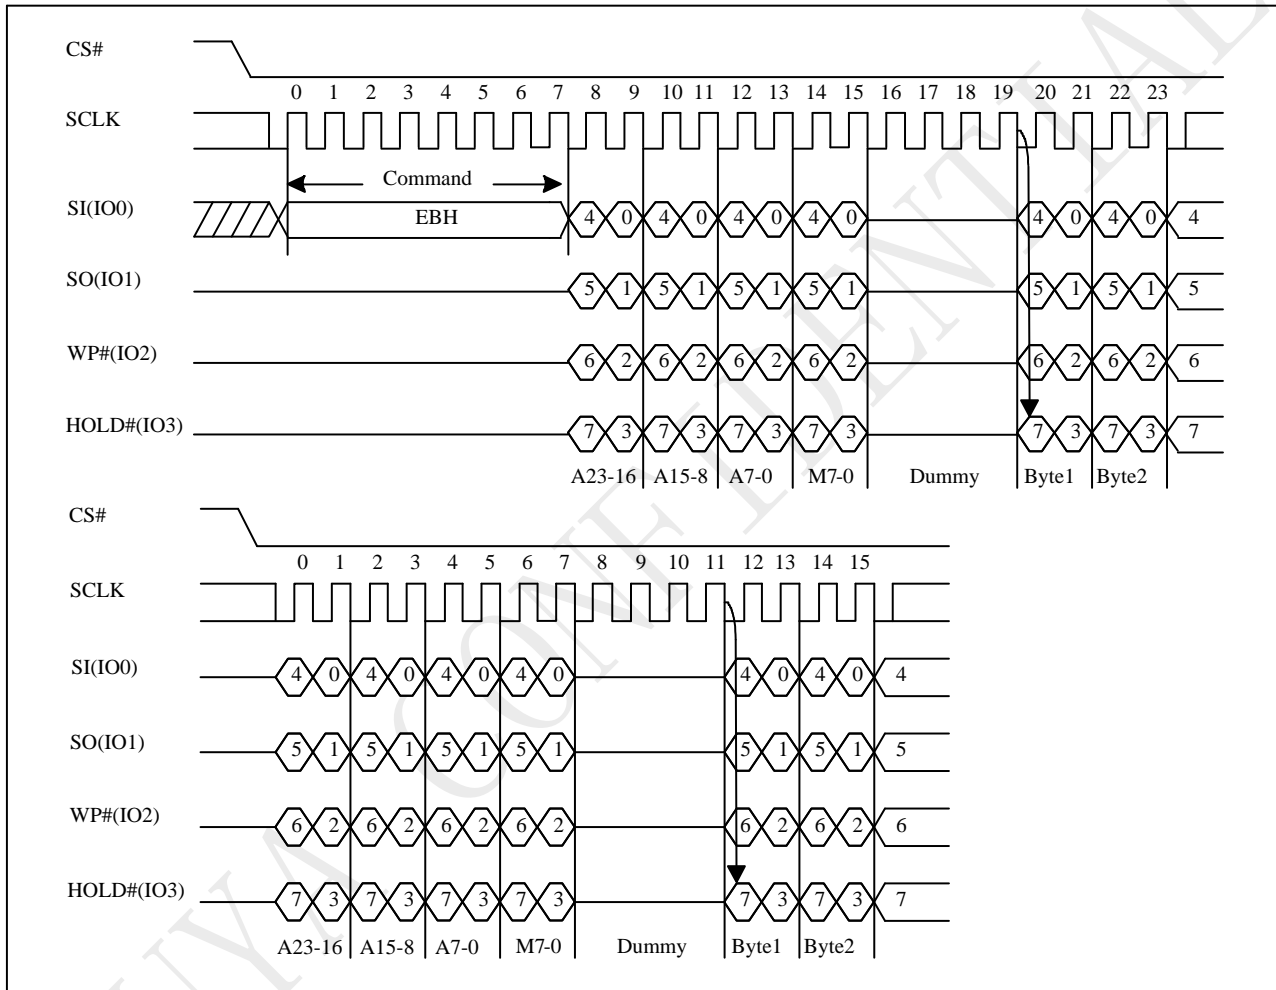 CS#
0 1 2 3 4 5 6 7 8 9 10 11 12 13 14 15 16 17 18 19 20 21 22 23
SCLK
Command
SI(IO0) EBH 4 0 4 0 4 0 4 0 4 0 4 0 4
SO(IO1) 5 1 5 1 5 1 5 1 5 1 5 1 5
WP#(IO2) 6 2 6 2 6 2 6 2 6 2 6 2 6
HOLD#(IO3) 7 3 7 3 7 3 7 3 7 3 7 3 7
A23-16 A15-8 A7-0 M7-0 Dummy Byte1 Byte2
CS#
0 1 2 3 4 5 6 7 8 9 10 11 12 13 14 15
SCLK
SI(IO0) 4 0 4 0 4 0 4 0 4 0 4 0 4
SO(IO1) 5 1 5 1 5 1 5 1 5 1 5 1 5
WP#(IO2) 6 2 6 2 6 2 6 2 6 2 6 2 6
HOLD#(IO3) 7 3 7 3 7 3 7 3 7 3 7 3 7
A23-16 A15-8 A7-0 M7-0 Dummy Byte1 Byte2
UYA CONFIDENTIAL